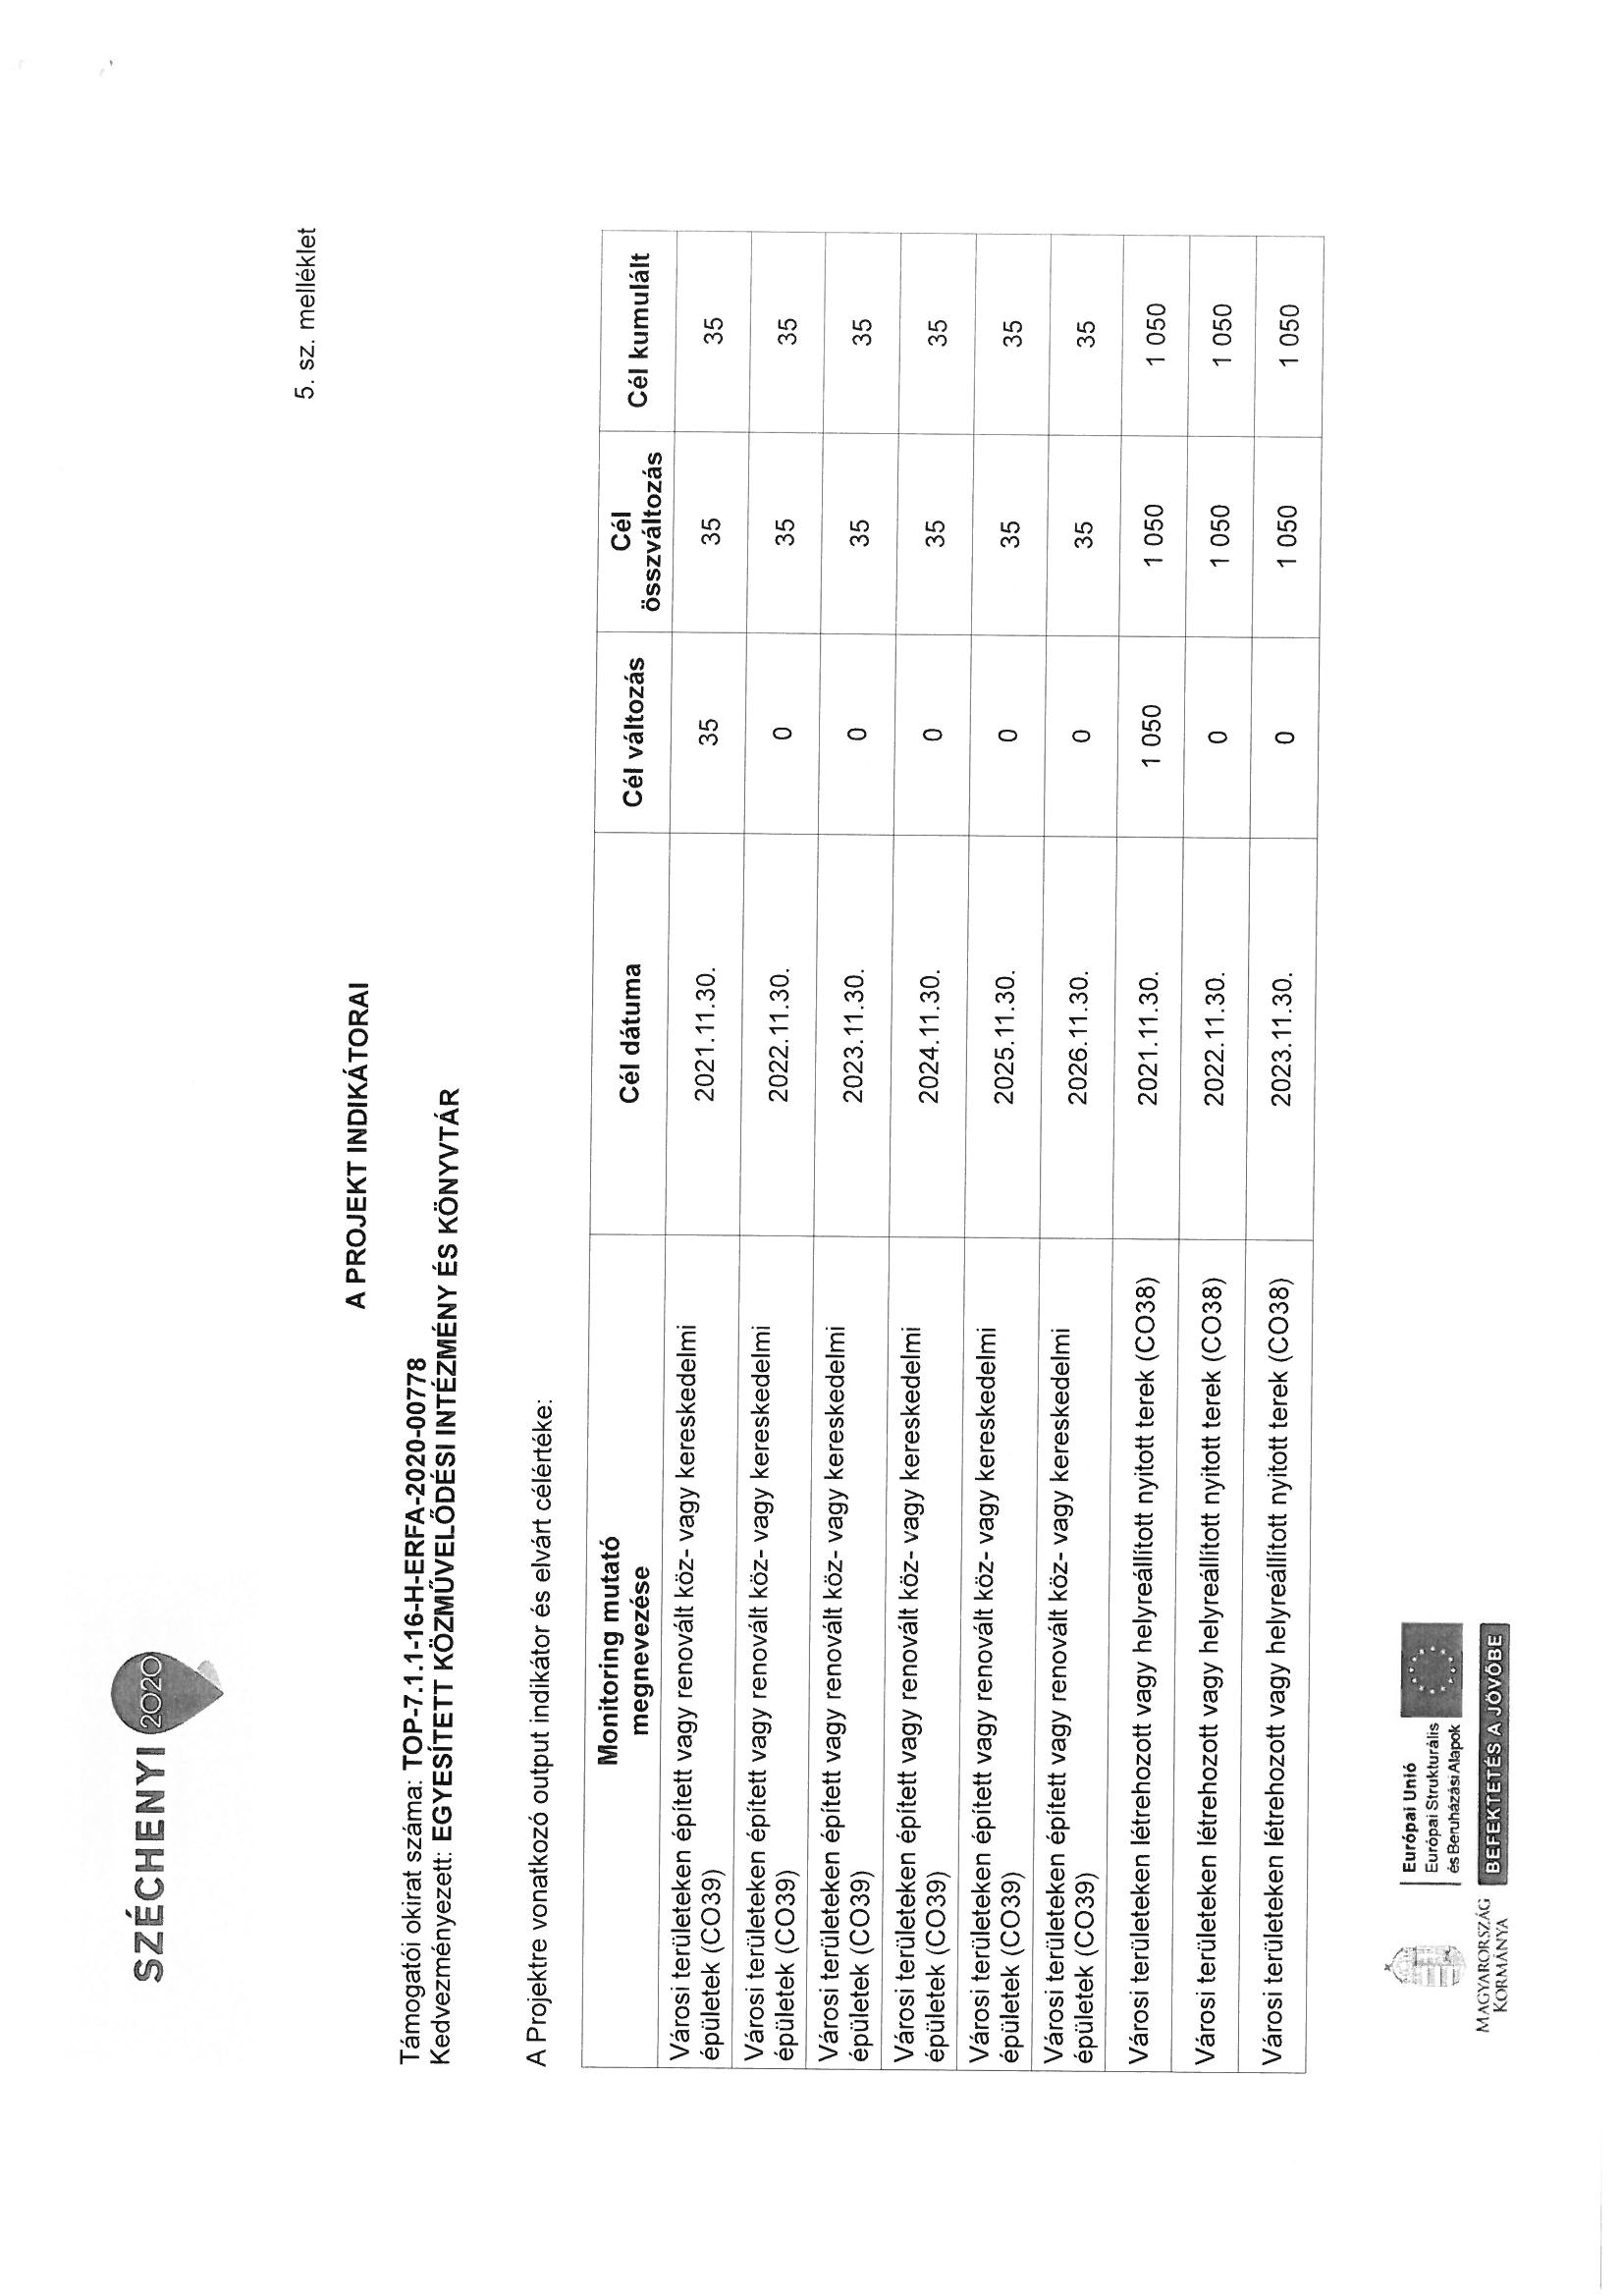 SZÉCHENYI 2020
5. sz. melléklet
A PROJEKT INDIKÁTORAI
Támogatói okirat száma: TOP-7.1.1-16-H-ERFA-2020-00778
Kedvezményezett: EGYESÍTETT KÖZMŰVELŐDÉSI INTÉZMÉNY ÉS KÖNYVTÁR
A Projektre vonatkozó output indikátor és elvárt célértéke:
Monitoring mutató
megnevezése
Cél dátuma
Cél változás
Cél
összváltozás
Cél kumulált
Városi területeken épített vagy renovált köz- vagy kereskedelmi
épületek (CO39)
2021.11.30.
35
35
35
Városi területeken épített vagy renovált köz- vagy kereskedelmi
épületek (CO39)
2022.11.30.
0
35
35
Városi területeken épített vagy renovált köz- vagy kereskedelmi
épületek (CO39)
2023.11.30.
0
35
35
Városi területeken épített vagy renovált köz- vagy kereskedelmi
épületek (CO39)
2024.11.30.
0
35
35
Városi területeken épített vagy renovált köz- vagy kereskedelmi
épületek (CO39)
2025.11.30.
0
35
35
Városi területeken épített vagy renovált köz- vagy kereskedelmi
épületek (CO39)
2026.11.30.
0
35
35
Városi területeken létrehozott vagy helyreállított nyitott terek (CO38)
2021.11.30.
1 050
1 050
1 050
Városi területeken létrehozott vagy helyreállított nyitott terek (CO38)
2022.11.30.
0
1 050
1 050
Városi területeken létrehozott vagy helyreállított nyitott terek (CO38)
2023.11.30.
0
1 050
1 050
MAGYARORSZÁG
KORMÁNYA
Európai Unió
Európai Strukturális
és Beruházási Alapok
BEFEKTETÉS A JÖVŐBE